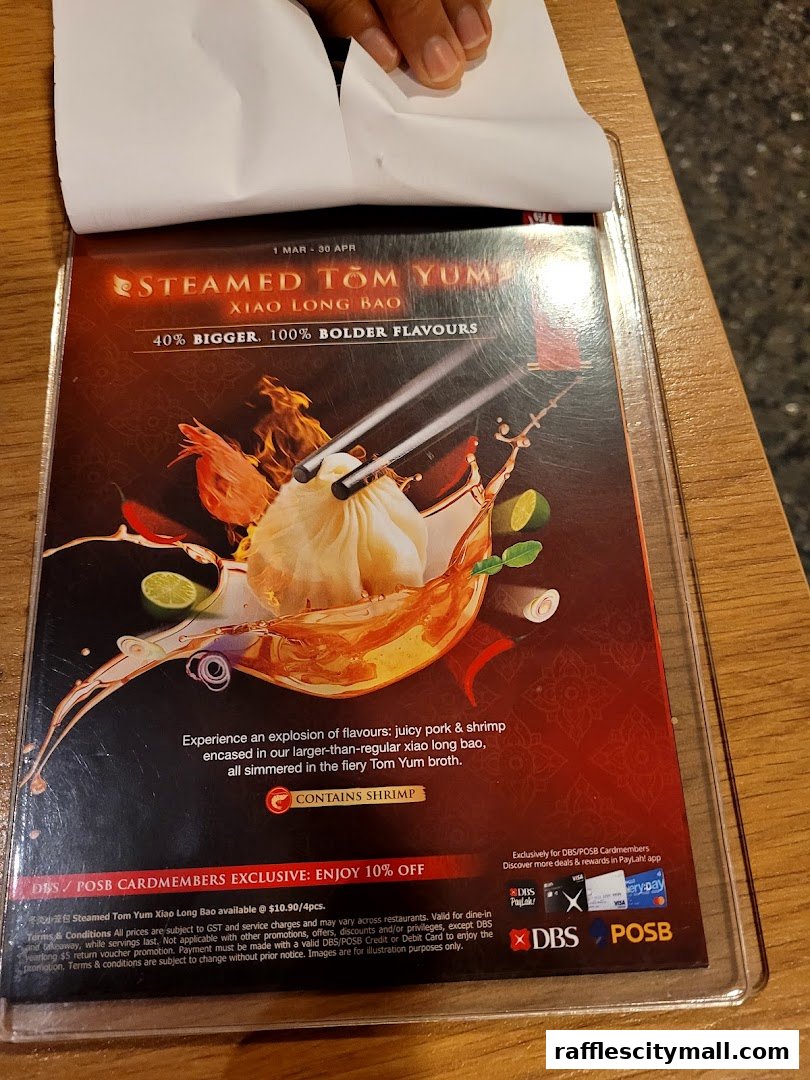 1 MAR - 30 APR
STEAMED TŎM YUM
XIAO LONG BAO
40% BIGGER, 100% BOLDER FLAVOURS
Experience an explosion of flavours: juicy pork & shrimp
encased in our larger-than-regular xiao long bao,
all simmered in the fiery Tom Yum broth.
CONTAINS SHRIMP
DBS / POSB CARDMEMBERS EXCLUSIVE: ENJOY 10% OFF
Exclusively for DBS/POSB Cardmembers
Discover more deals & rewards in PayLah! app
DBS
PayLah!
VISA
VISA
DBS POSB
小笼包 Steamed Tom Yum Xiao Long Bao available @ $10.90/4pcs.
Terms & Conditions All prices are subject to GST and service charges and may vary across restaurants. Valid for dine-in
and takeaway, while servings last. Not applicable with other promotions, offers, discounts and/or privileges, except DBS
yearlong $5 return voucher promotion. Payment must be made with a valid DBS/POSB Credit or Debit Card to enjoy the
promotion. Terms & conditions are subject to change without prior notice. Images are for illustration purposes only.
rafflescitymall.com